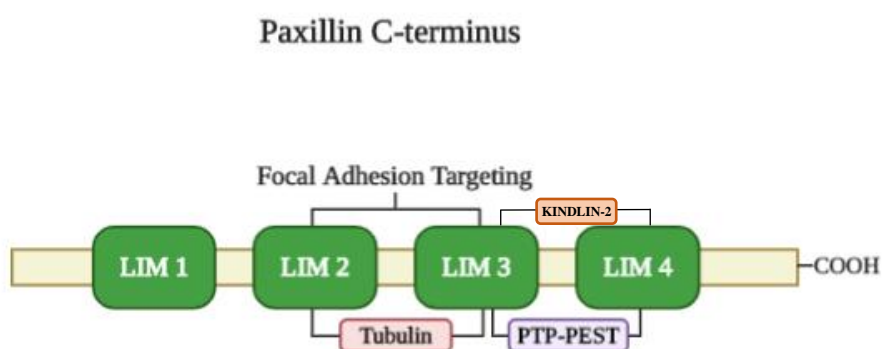 Paxillin C-terminus
Focal Adhesion Targeting
KINDLIN-2
LIM 1
LIM 2
LIM 3
LIM 4
COOH
Tubulin
PTP-PEST